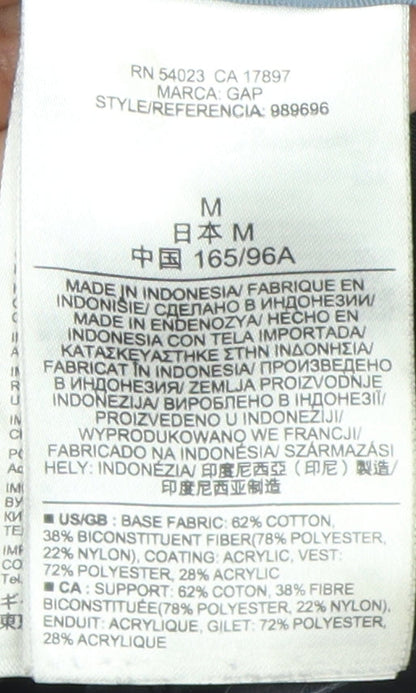 RN 54023 CA 17897
MARCA: GAP
STYLE/REFERENCIA: 989696
M
日本 M
中国 165/96A
MADE IN INDONESIA/ FABRIQUE EN
INDONISIE/ СДЕЛАНО В ИНДОНЕЗИИ/
MADE IN ENDENOZYA/ HECHO EN
INDONESIA CON TELA IMPORTADA/
ΚΑΤΑΣΚΕΥΑΣΤΗΚΕ ΣΤΗΝ ΙΝΔΟΝΗΣΙΑ/
FABRICAT ÎN INDONESIA/ ПРОИЗВЕДЕНО
В ИНДОНЕЗИЯ/ ZEMLJA PROIZVODNJE
INDONEZIJA/ ВИРОБЛЕНО В ІНДОНЕЗІЇ/
PROIZVEDENO U INDONEZIJI/
WYPRODUKOWANO WE FRANCJI/
FABRICADO NA INDONÉSIA/ SZÁRMAZÁSI
HELY: INDONÉZIA/ 印度尼西亞（印尼）製造/
印度尼西亚制造
■ US/GB : BASE FABRIC: 62% COTTON,
38% BICONSTITUENT FIBER(78% POLYESTER,
22% NYLON), COATING: ACRYLIC, VEST:
72% POLYESTER, 28% ACRYLIC
■ CA : SUPPORT: 62% COTON, 38% FIBRE
BICONSTITUÉE(78% POLYESTER, 22% NYLON),
ENDUIT: ACRYLIQUE, GILET: 72% POLYESTER,
28% ACRYLIQUE